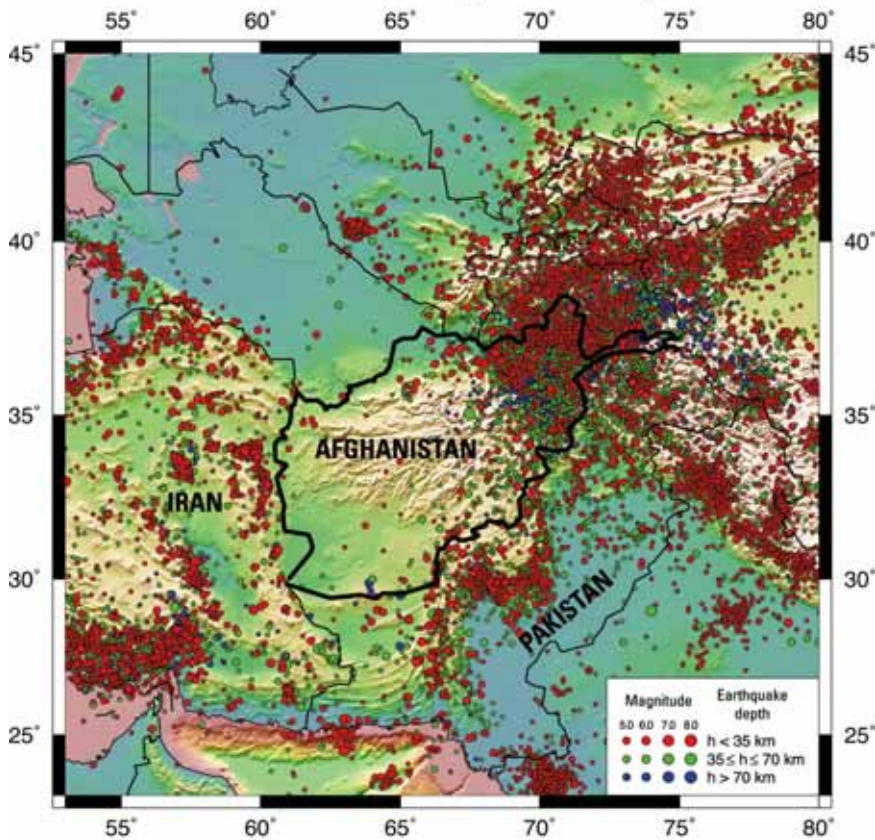 55° 60° 65° 70° 75° 80°
45° 45°
40° 40°
35° 35°
AFGHANISTAN
IRAN
30° 30°
PAKISTAN
Magnitude Earthquake depth
5.0 6.0 7.0 8.0
h < 35 km
35 ≤ h ≤ 70 km
h > 70 km
25° 25°
55° 60° 65° 70° 75° 80°